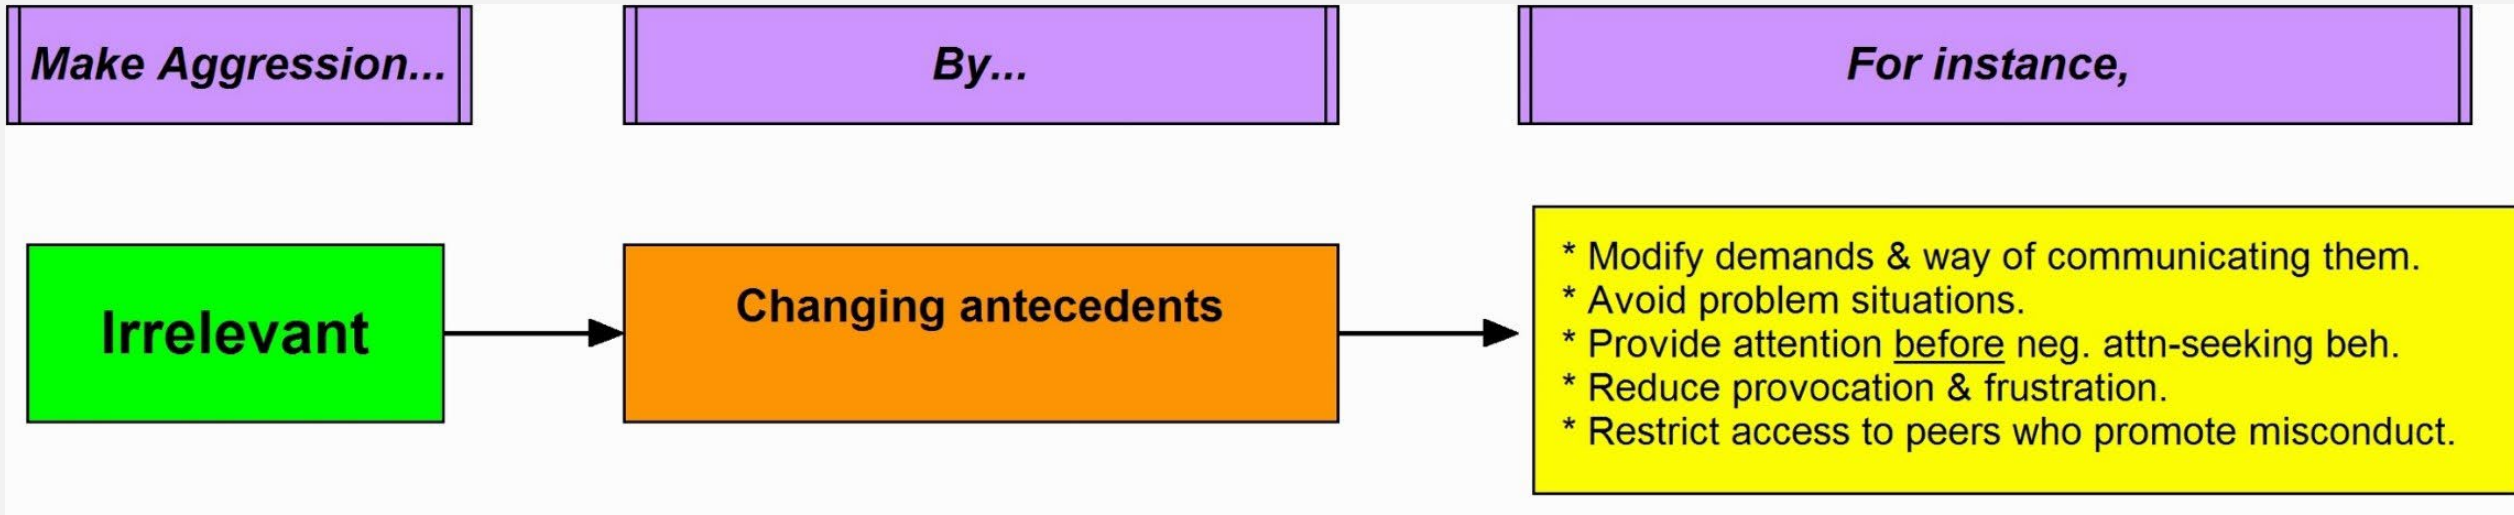 Make Aggression...
By...
For instance,
Irrelevant
Changing antecedents
* Modify demands & way of communicating them.
* Avoid problem situations.
* Provide attention before neg. attn-seeking beh.
* Reduce provocation & frustration.
* Restrict access to peers who promote misconduct.